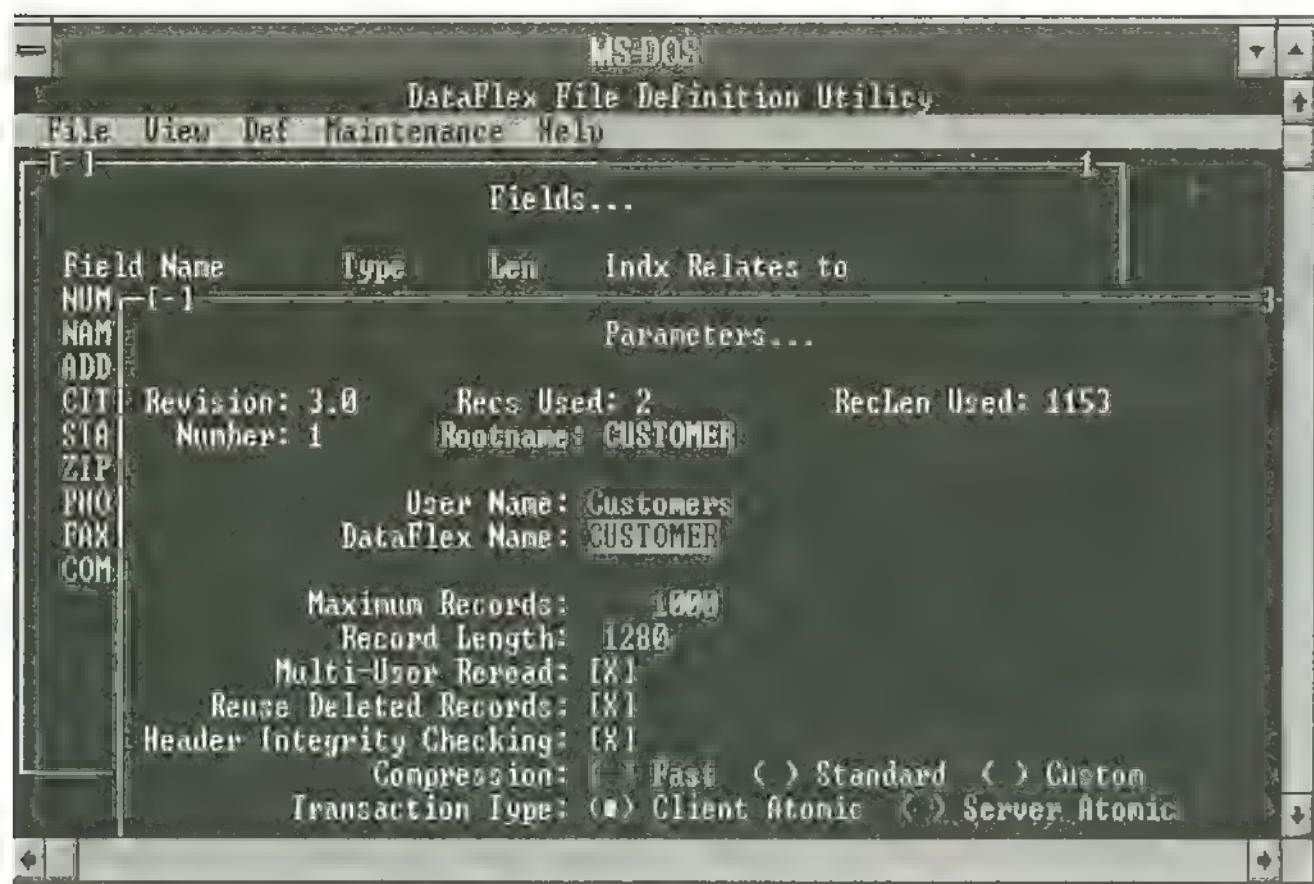 MS-DOS
DataFlex File Definition Utility
File View Def Maintenance Help
[-] 1
Fields...
Field Name Type Len Indx Relates to
NUM [-] 3
NAM Parameters...
ADD
CIT Revision: 3.0 Recs Used: 2 RecLen Used: 1153
STA Number: 1 Rootname: CUSTOMER
ZIP
PHO User Name: Customers
FAX DataFlex Name: CUSTOMER
COM
Maximum Records: 1000
Record Length: 1280
Multi-User Reread: [X]
Reuse Deleted Records: [X]
Header Integrity Checking: [X]
Compression: Fast ( ) Standard ( ) Custom
Transaction Type: (•) Client Atomic ( ) Server Atomic